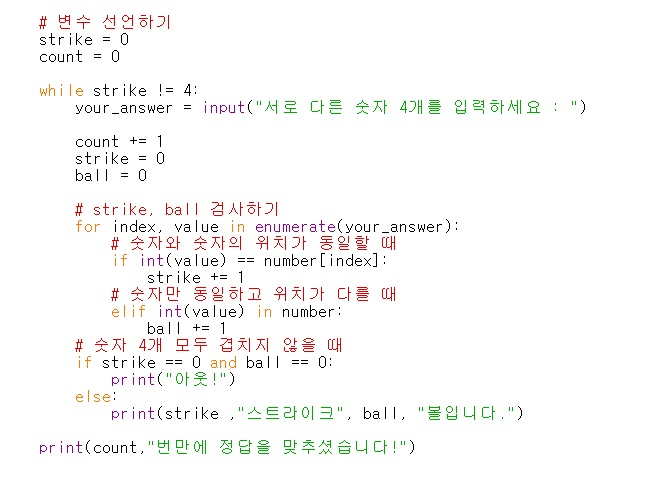 # 변수 선언하기
strike = 0
count = 0
while strike != 4:
your_answer = input("서로 다른 숫자 4개를 입력하세요 : ")
count += 1
strike = 0
ball = 0
# strike, ball 검사하기
for index, value in enumerate(your_answer):
# 숫자와 숫자의 위치가 동일할 때
if int(value) == number[index]:
strike += 1
# 숫자만 동일하고 위치가 다를 때
elif int(value) in number:
ball += 1
# 숫자 4개 모두 겹치지 않을 때
if strike == 0 and ball == 0:
print("아웃!")
else:
print(strike ,"스트라이크", ball, "볼입니다.")
print(count,"번만에 정답을 맞추셨습니다!")